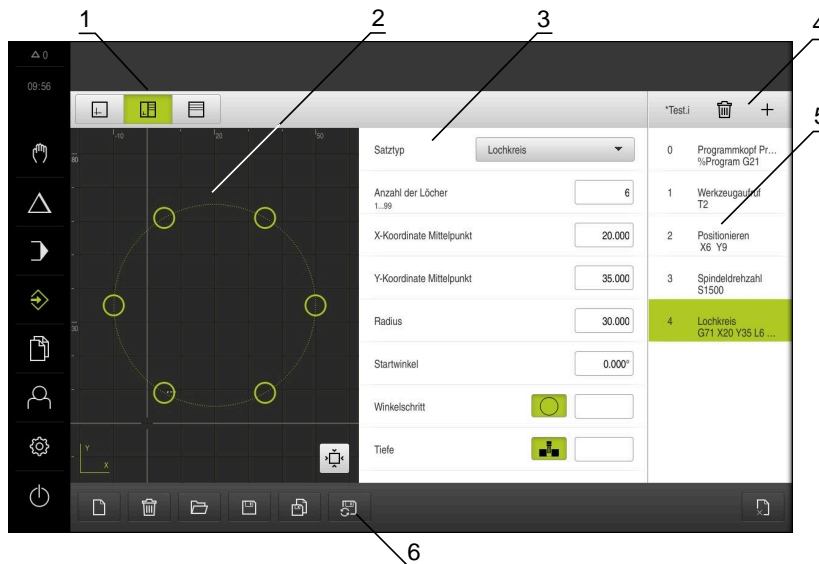 1
2
3
4
0
09:56
*Test.i
-10
20
50
80
30
Satztyp
Lochkreis
Anzahl der Löcher
1...99
6
X-Koordinate Mittelpunkt
20.000
Y-Koordinate Mittelpunkt
35.000
Radius
30.000
Startwinkel
0.000°
Winkelschritt
Tiefe
Y
X
5
0 Programmkopf Pr...
%Program G21
1 Werkzeugaufruf
T2
2 Positionieren
X6 Y9
3 Spindeldrehzahl
S1500
4 Lochkreis
G71 X20 Y35 L6 ...
6